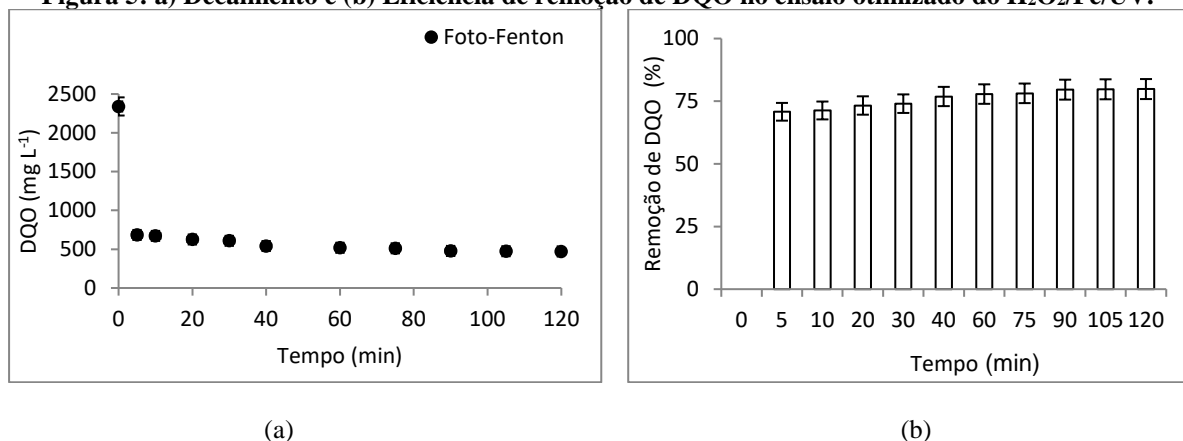 Figura 5: a) Decaimento e (b) Eficiência de remoção de DQO no ensaio otimizado do H₂O₂/Fe/UV.
Foto-Fenton
DQO (mg L⁻¹)
2500
2000
1500
1000
500
0
0 20 40 60 80 100 120
Tempo (min)
(a)
Remoção de DQO (%)
100
75
50
25
0
0 5 10 20 30 40 60 75 90 105 120
Tempo (min)
(b)